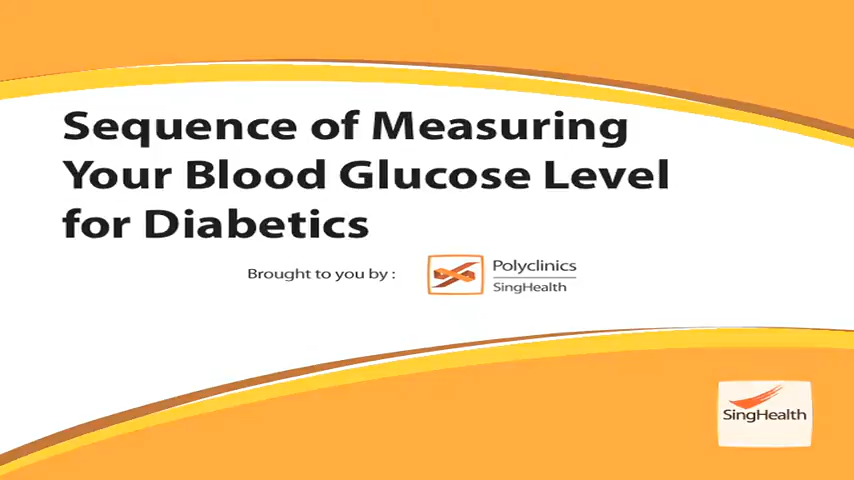 Sequence of Measuring
Your Blood Glucose Level
for Diabetics
Brought to you by :
Polyclinics
SingHealth
SingHealth